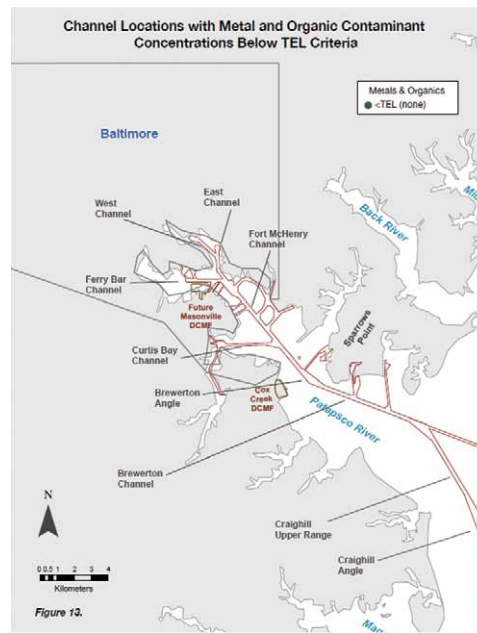 Channel Locations with Metal and Organic Contaminant
Concentrations Below TEL Criteria
Metals & Organics
<TEL (none)
Baltimore
East
Channel
West
Channel
Fort McHenry
Channel
Back River
Ferry Bar
Channel
Future
Masonville
DCMF
Sparrows
Point
Curtis Bay
Channel
Brewerton
Angle
Cox
Creek
DCMF
Patapsco River
Brewerton
Channel
N
Craighill
Upper Range
Craighill
Angle
0 0.5 1 2 3 4
Kilometers
Figure 13.